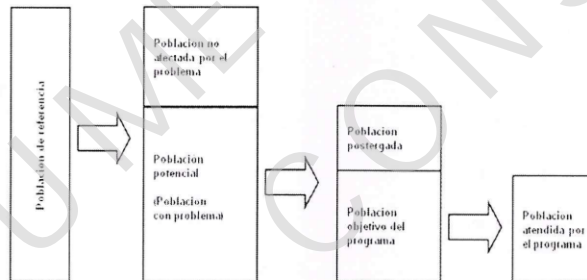 Poblacion de referencia
Poblacion no
afectada por el
problema
Poblacion
potencial
(Poblacion
con problema)
Poblacion
postergada
Poblacion
objetivo del
programa
Poblacion
atendida por
el programa